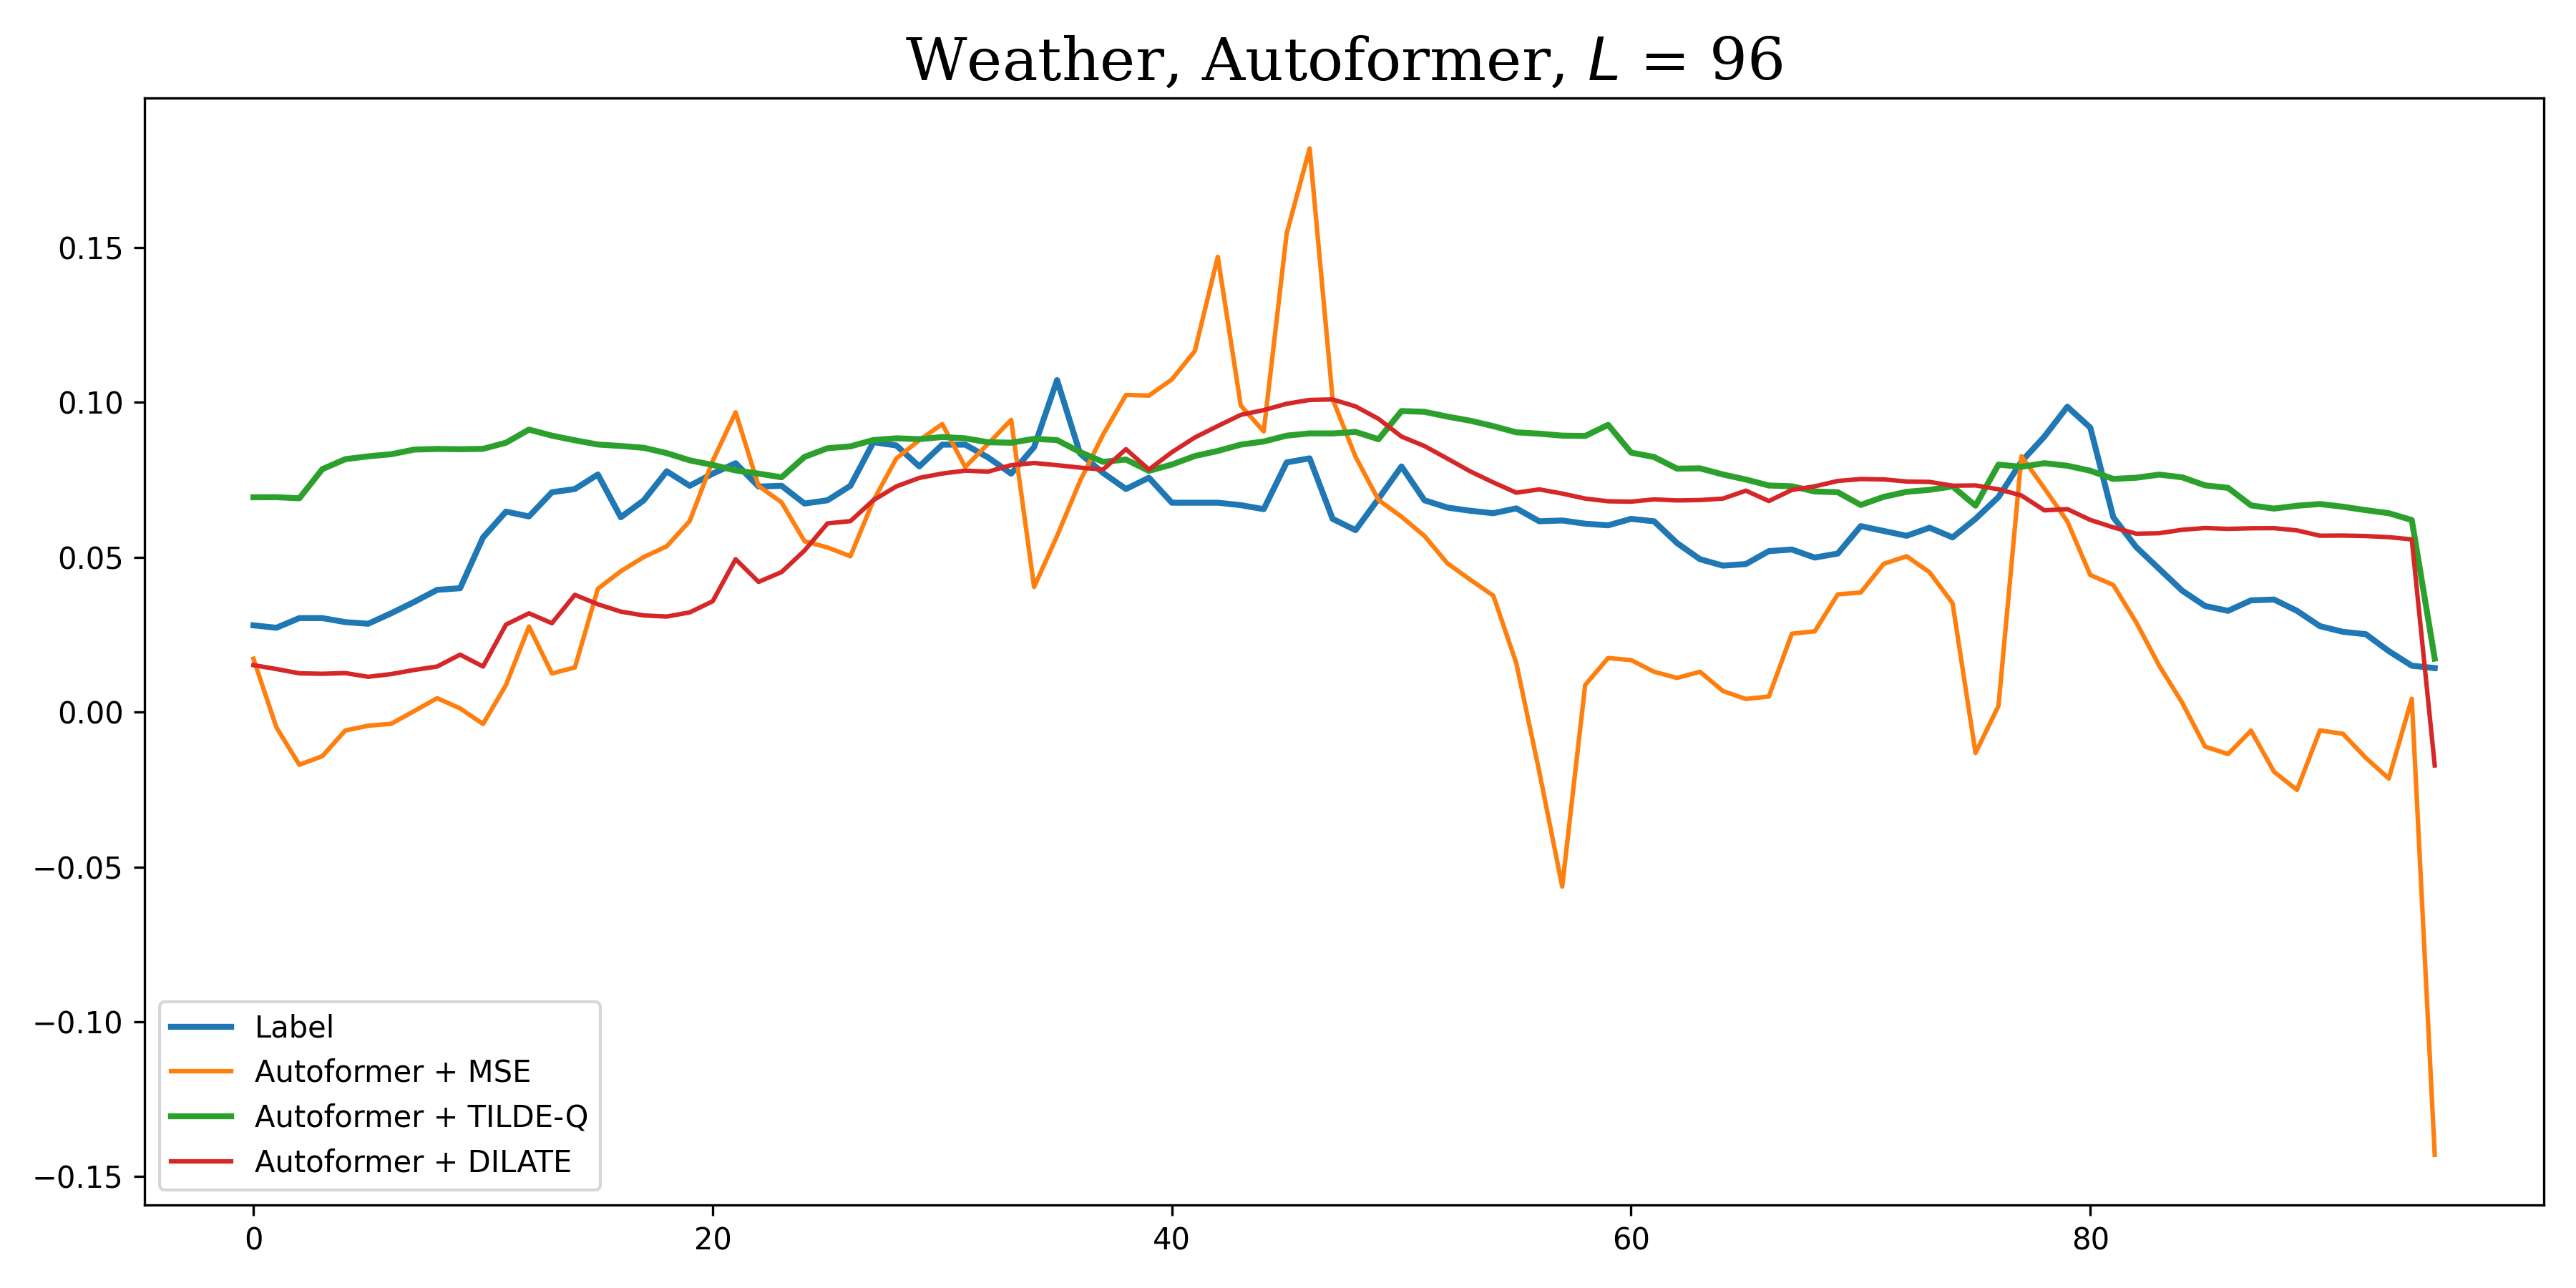 Weather, Autoformer, L = 96
0.15
0.10
0.05
0.00
−0.05
−0.10
−0.15
Label
Autoformer + MSE
Autoformer + TILDE-Q
Autoformer + DILATE
0 20 40 60 80